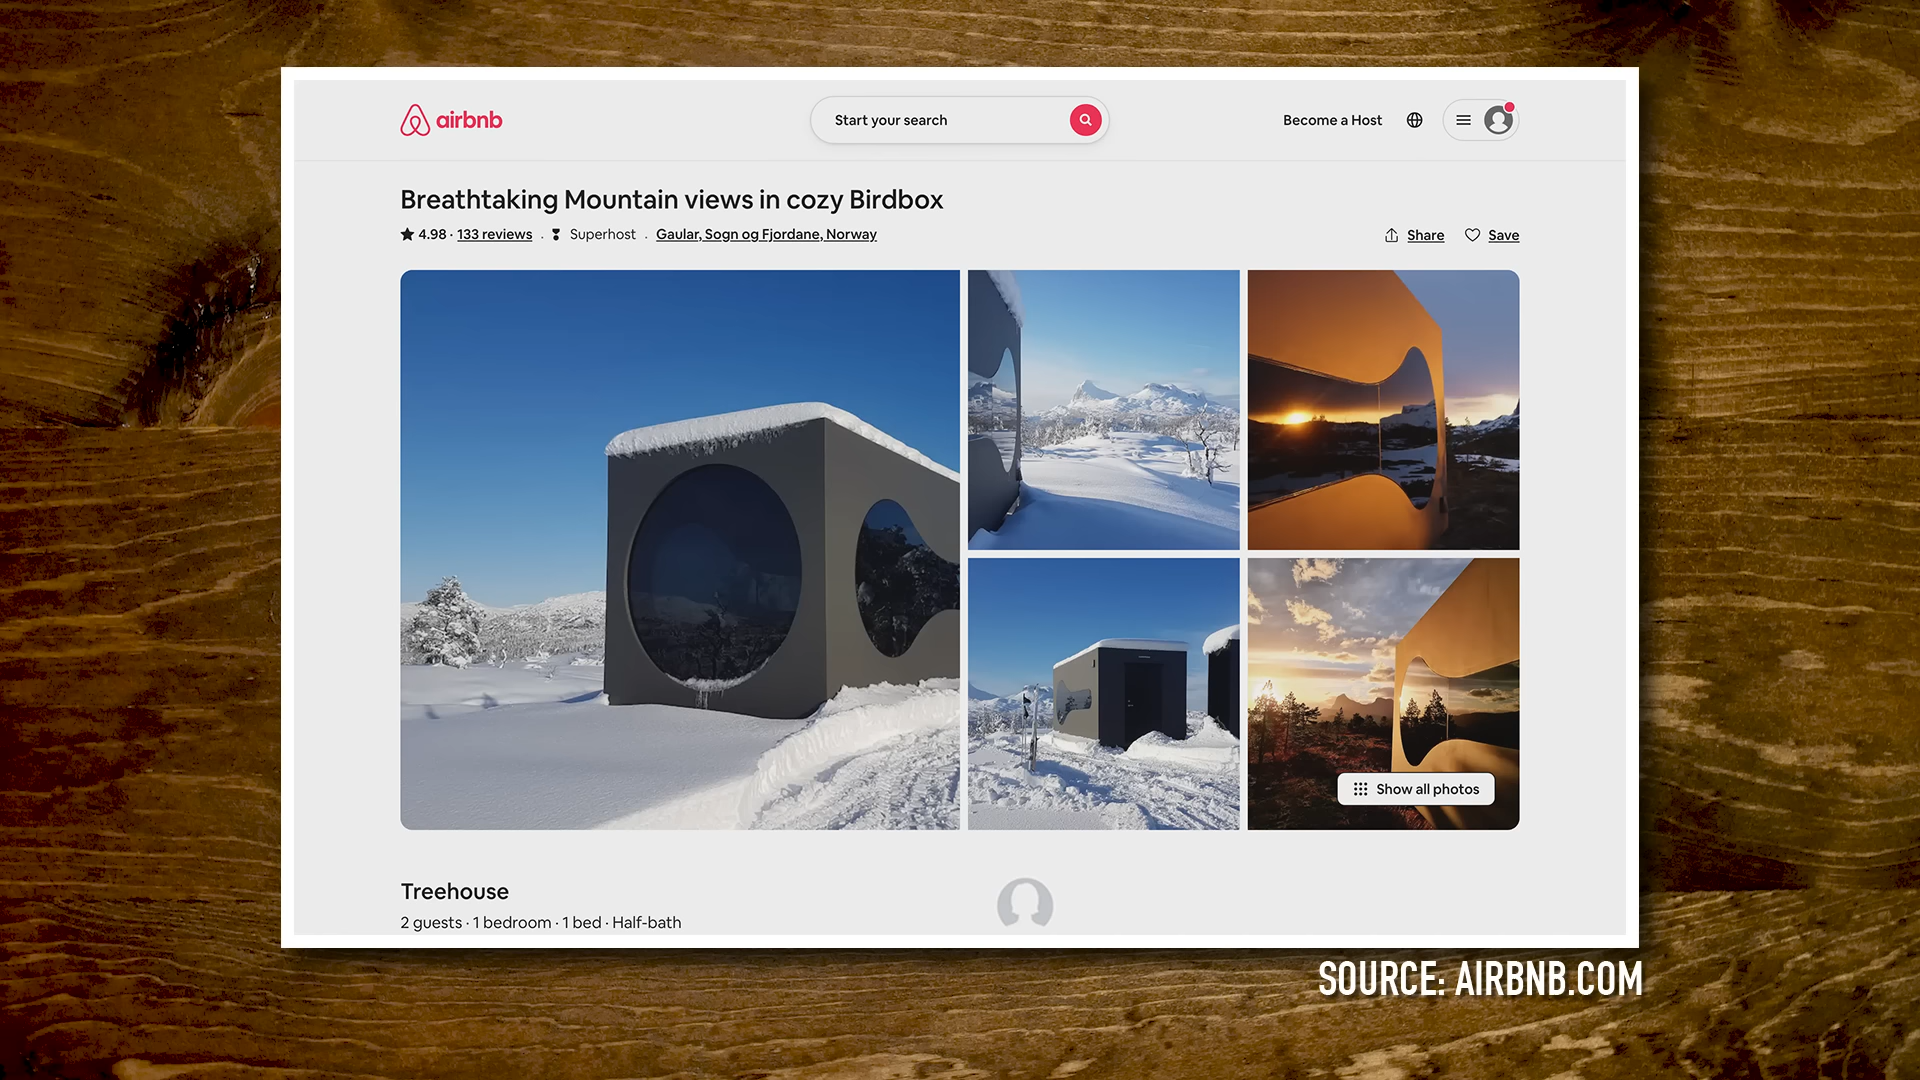 airbnb
Start your search
Become a Host
Breathtaking Mountain views in cozy Birdbox
4.98 · 133 reviews · Superhost · Gaular, Sogn og Fjordane, Norway
Share Save
Show all photos
Treehouse
2 guests · 1 bedroom · 1 bed · Half-bath
SOURCE: AIRBNB.COM